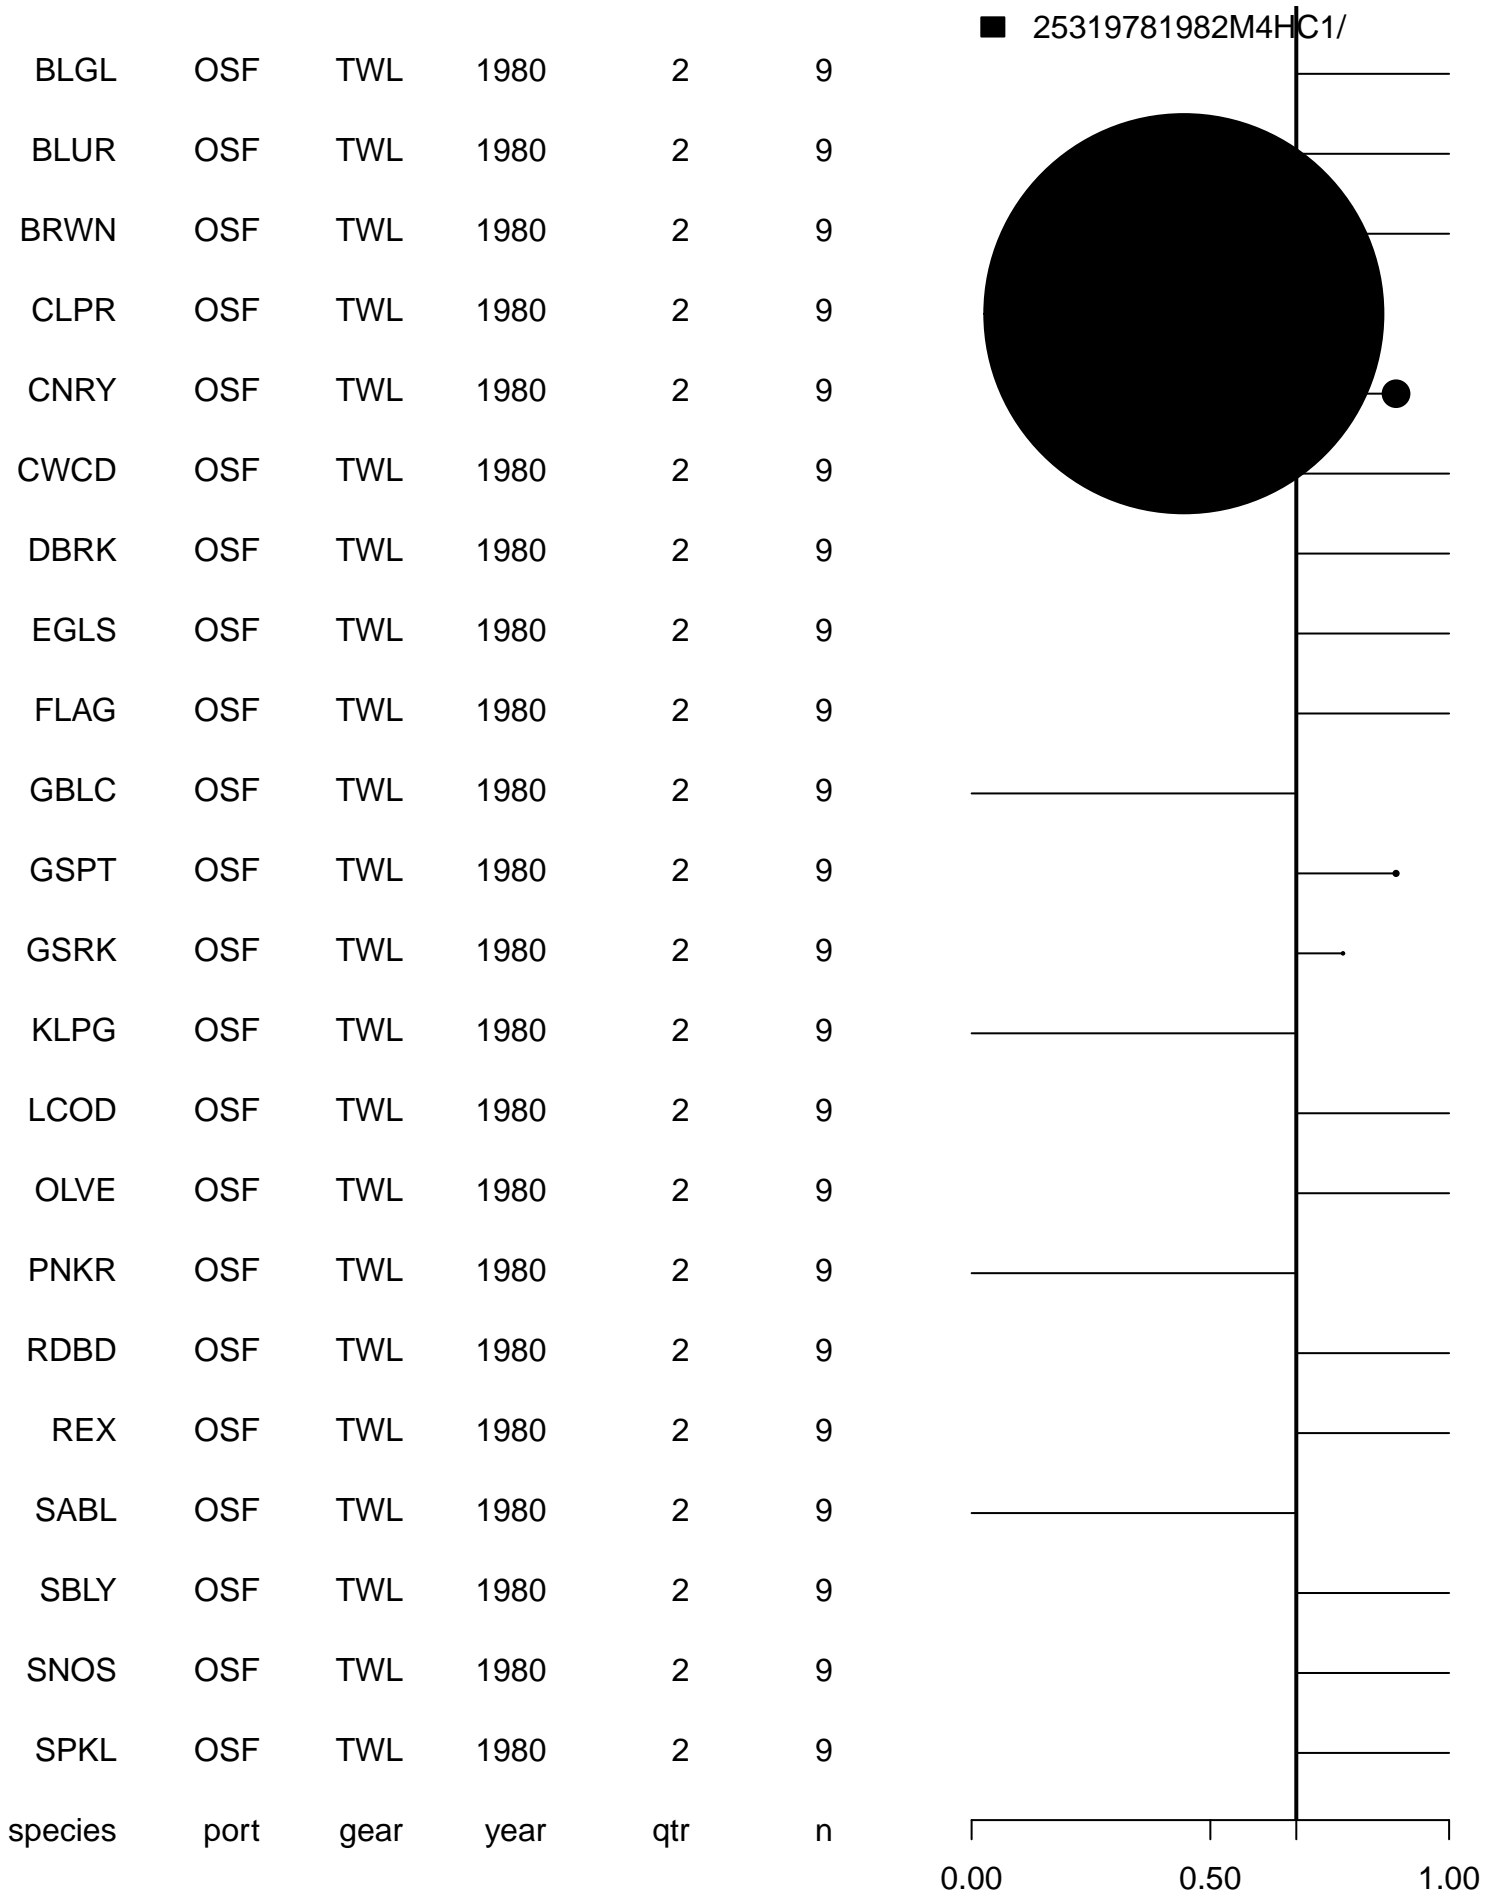 25319781982M4HC1/
BLGL OSF TWL 1980 2 9
BLUR OSF TWL 1980 2 9
BRWN OSF TWL 1980 2 9
CLPR OSF TWL 1980 2 9
CNRY OSF TWL 1980 2 9
CWCD OSF TWL 1980 2 9
DBRK OSF TWL 1980 2 9
EGLS OSF TWL 1980 2 9
FLAG OSF TWL 1980 2 9
GBLC OSF TWL 1980 2 9
GSPT OSF TWL 1980 2 9
GSRK OSF TWL 1980 2 9
KLPG OSF TWL 1980 2 9
LCOD OSF TWL 1980 2 9
OLVE OSF TWL 1980 2 9
PNKR OSF TWL 1980 2 9
RDBD OSF TWL 1980 2 9
REX OSF TWL 1980 2 9
SABL OSF TWL 1980 2 9
SBLY OSF TWL 1980 2 9
SNOS OSF TWL 1980 2 9
SPKL OSF TWL 1980 2 9
species port gear year qtr n
0.00 0.50 1.00